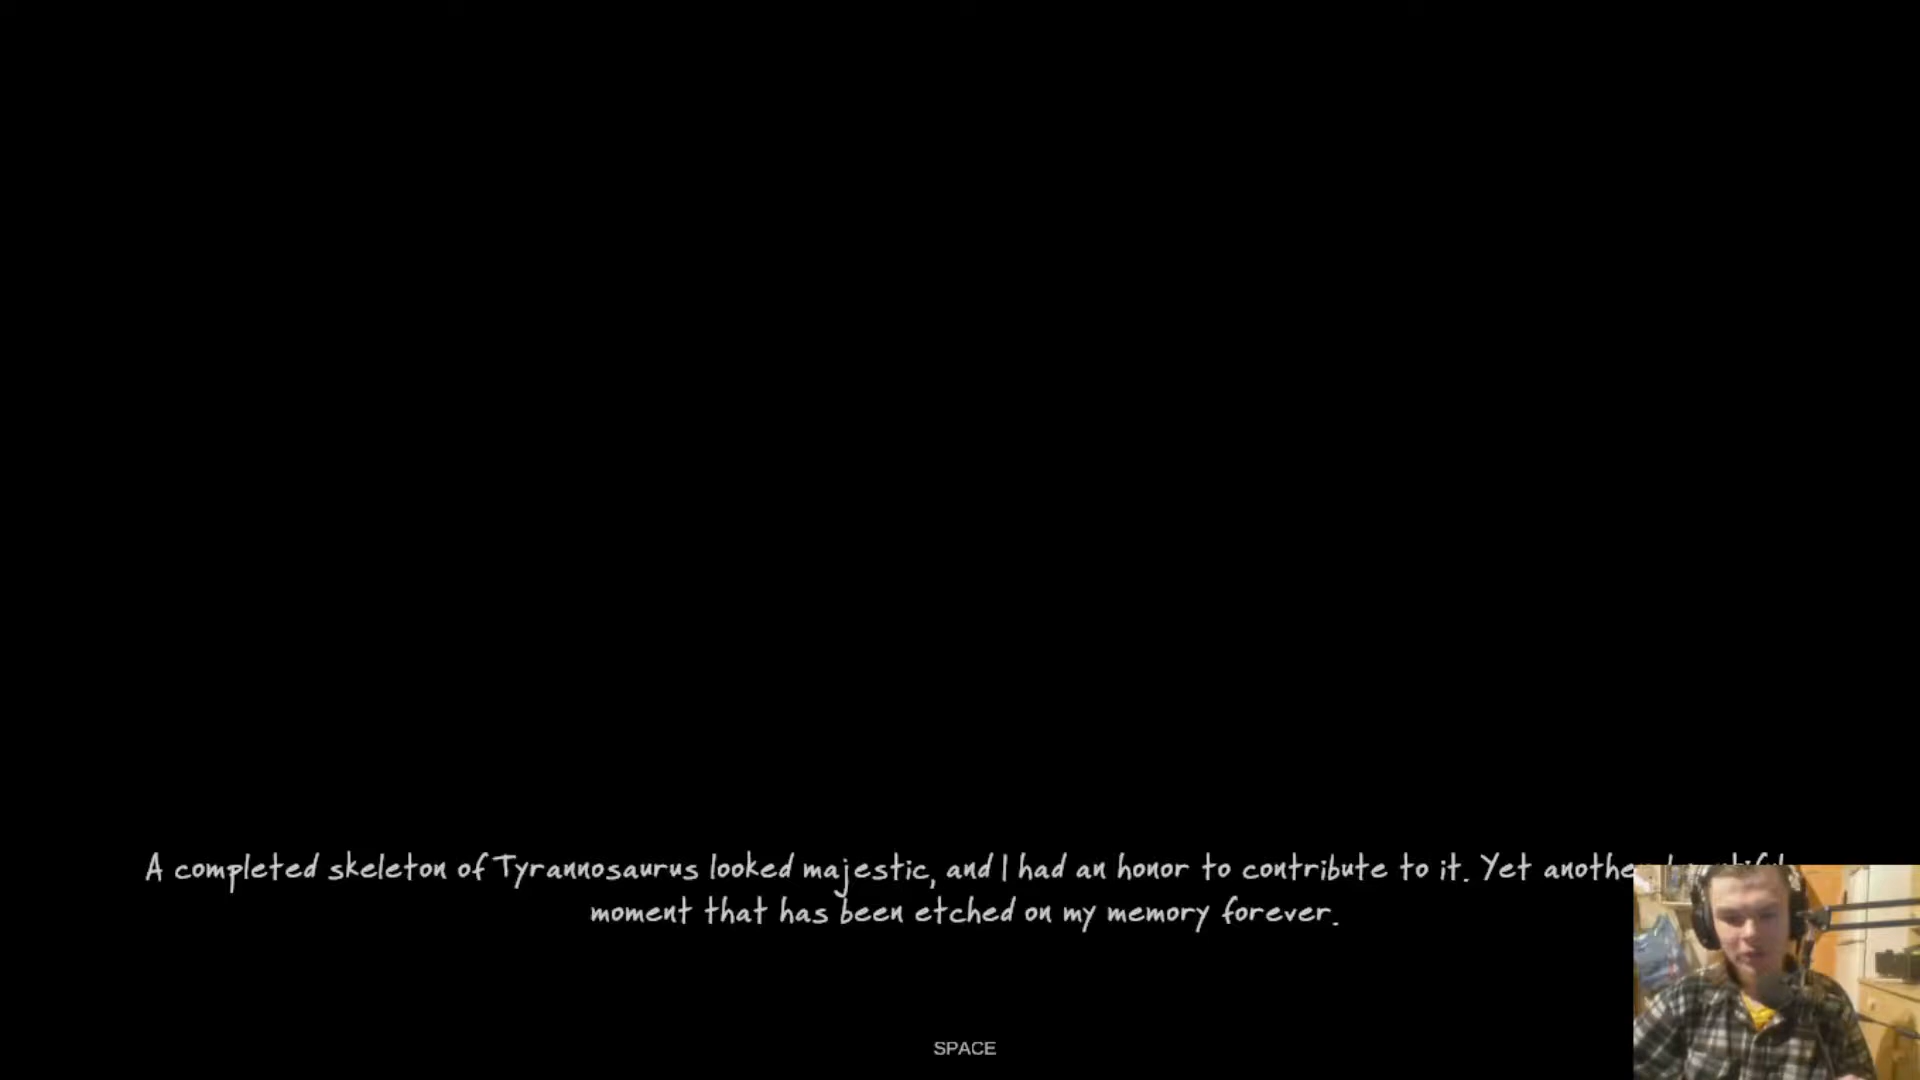 A completed skeleton of Tyrannosaurus looked majestic, and I had an honor to contribute to it. Yet another
moment that has been etched on my memory forever.
SPACE